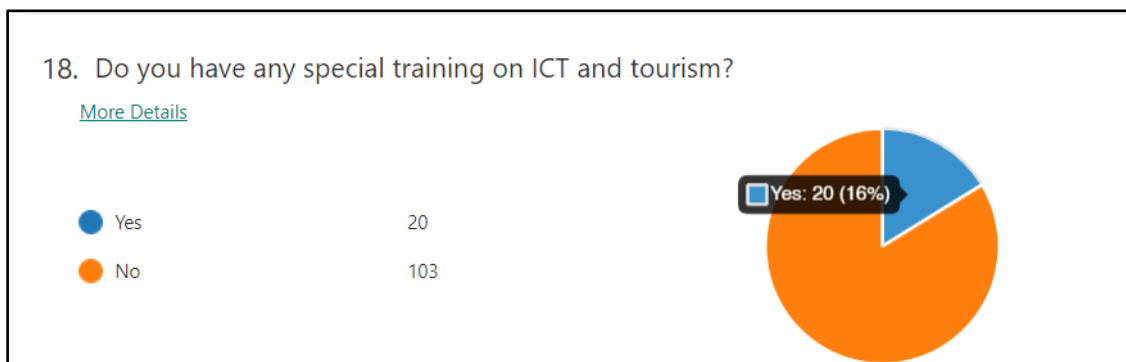 18. Do you have any special training on ICT and tourism?
More Details
Yes: 20 (16%)
Yes 20
No 103